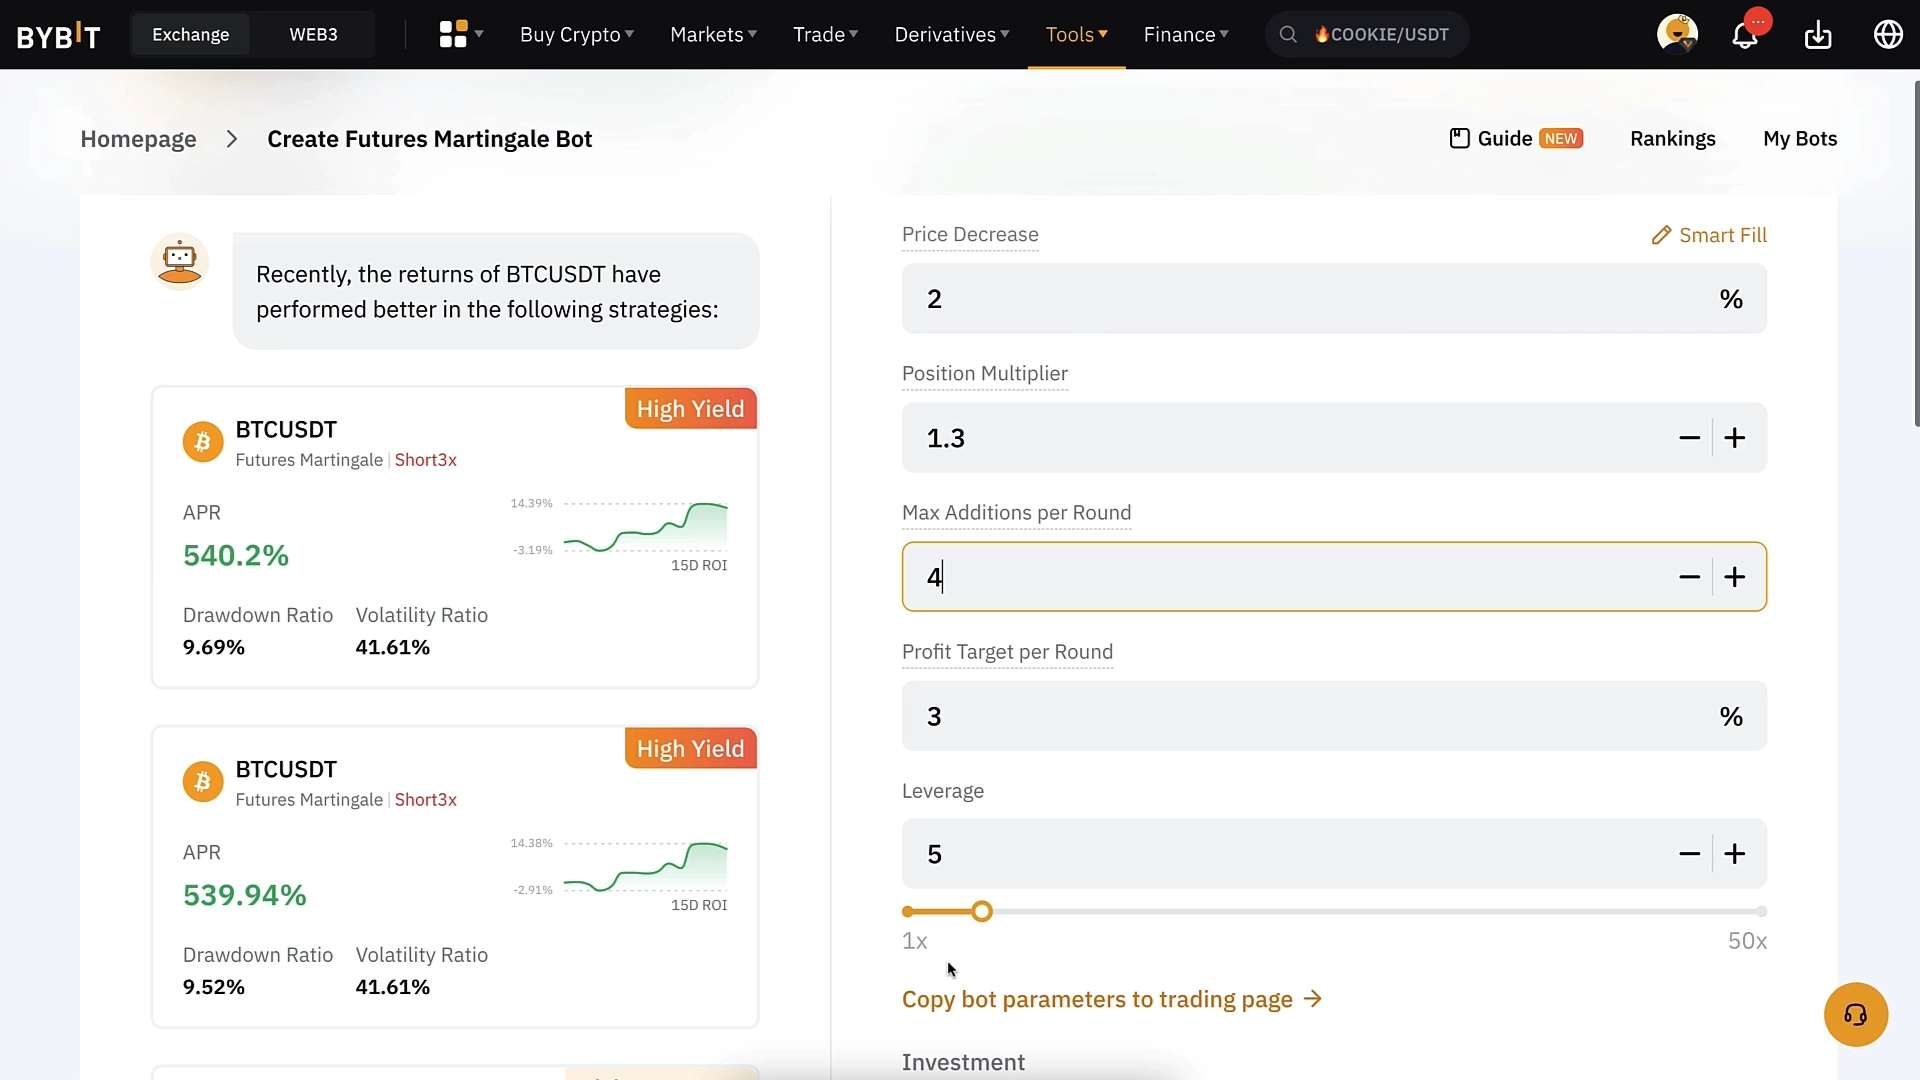 BYBIT
Exchange
WEB3
Buy Crypto
Markets
Trade
Derivatives
Tools
Finance
COOKIE/USDT
Homepage
Create Futures Martingale Bot
Guide NEW
Rankings
My Bots
Recently, the returns of BTCUSDT have
performed better in the following strategies:
High Yield
BTCUSDT
Futures Martingale | Short3x
APR
540.2%
14.39%
-3.19%
15D ROI
Drawdown Ratio Volatility Ratio
9.69% 41.61%
High Yield
BTCUSDT
Futures Martingale | Short3x
APR
539.94%
14.38%
-2.91%
15D ROI
Drawdown Ratio Volatility Ratio
9.52% 41.61%
Price Decrease
Smart Fill
2 %
Position Multiplier
1.3 − +
Max Additions per Round
4 − +
Profit Target per Round
3 %
Leverage
5 − +
1x 50x
Copy bot parameters to trading page →
Investment